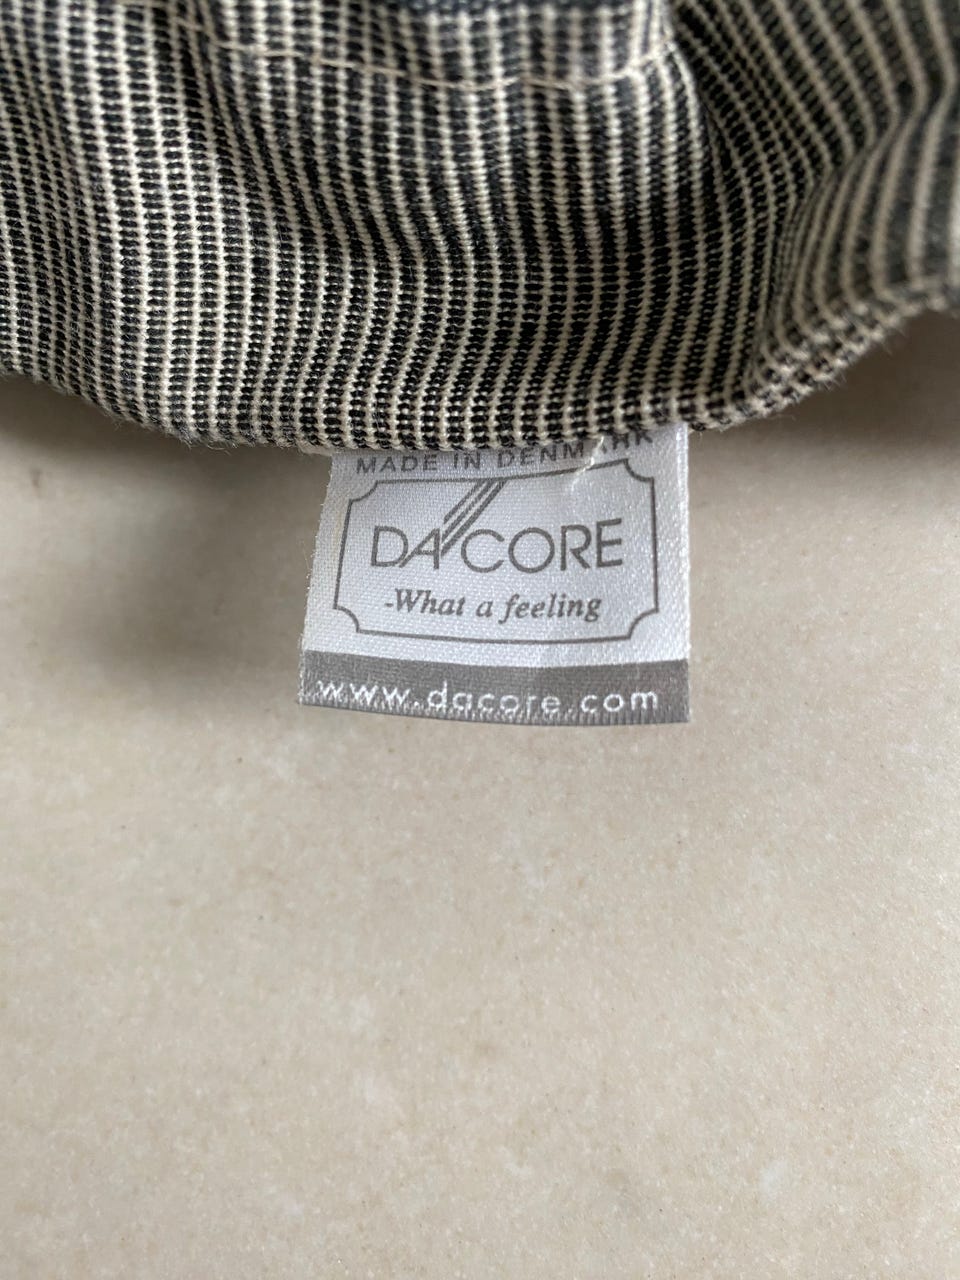 MADE IN DENMARK
DACORE
-What a feeling
www.dacore.com